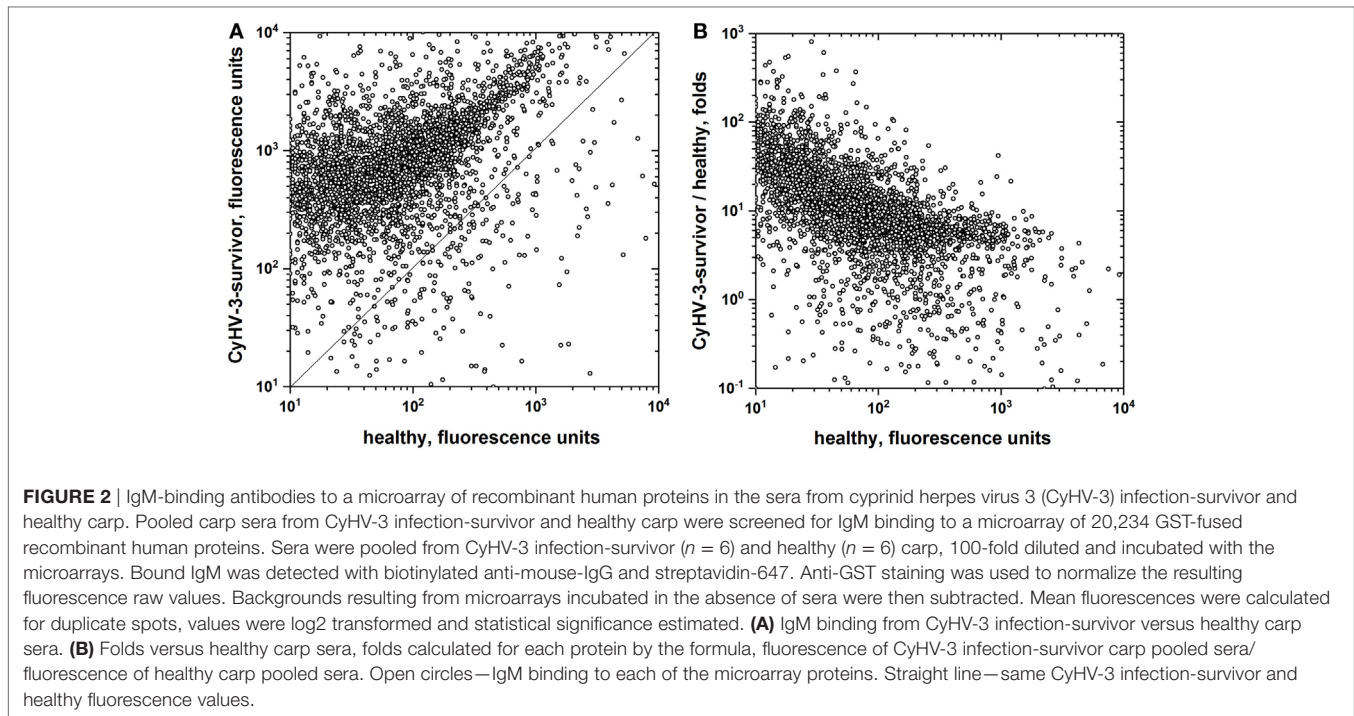 A
10⁴
10³
10²
10¹
CyHV-3-survivor, fluorescence units
10¹ 10² 10³ 10⁴
healthy, fluorescence units
B
10³
10²
10¹
10⁰
10⁻¹
CyHV-3-survivor / healthy, folds
10¹ 10² 10³ 10⁴
healthy, fluorescence units
FIGURE 2 | IgM-binding antibodies to a microarray of recombinant human proteins in the sera from cyprinid herpes virus 3 (CyHV-3) infection-survivor and
healthy carp. Pooled carp sera from CyHV-3 infection-survivor and healthy carp were screened for IgM binding to a microarray of 20,234 GST-fused
recombinant human proteins. Sera were pooled from CyHV-3 infection-survivor (n = 6) and healthy (n = 6) carp, 100-fold diluted and incubated with the
microarrays. Bound IgM was detected with biotinylated anti-mouse-IgG and streptavidin-647. Anti-GST staining was used to normalize the resulting
fluorescence raw values. Backgrounds resulting from microarrays incubated in the absence of sera were then subtracted. Mean fluorescences were calculated
for duplicate spots, values were log2 transformed and statistical significance estimated. (A) IgM binding from CyHV-3 infection-survivor versus healthy carp
sera. (B) Folds versus healthy carp sera, folds calculated for each protein by the formula, fluorescence of CyHV-3 infection-survivor carp pooled sera/
fluorescence of healthy carp pooled sera. Open circles—IgM binding to each of the microarray proteins. Straight line—same CyHV-3 infection-survivor and
healthy fluorescence values.